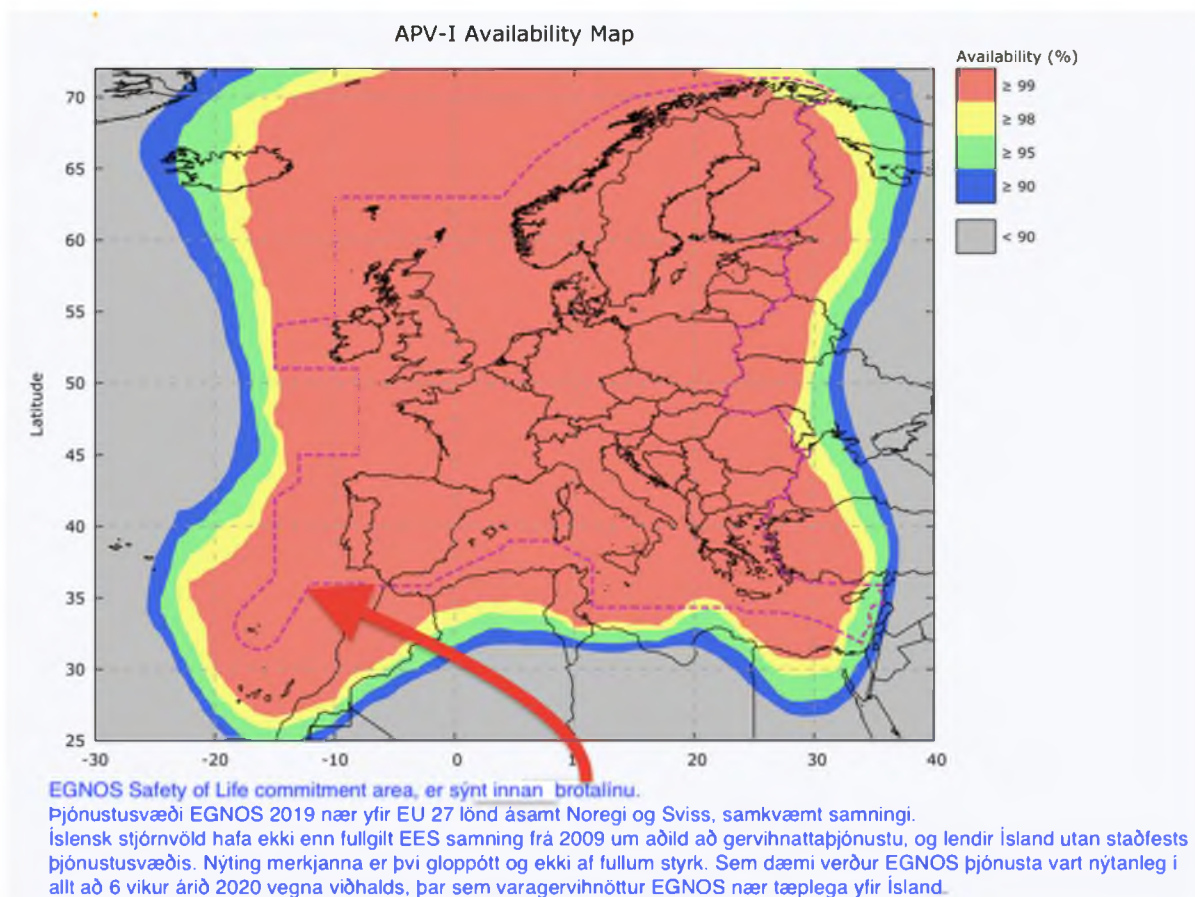 APV-I Availability Map
Availability (%)
≥ 99
≥ 98
≥ 95
≥ 90
< 90
70
65
60
55
50
45
40
35
30
25
Latitude
-30
-20
-10
0
10
20
30
40
EGNOS Safety of Life commitment area, er sýnt innan brotalínu.
Þjónustusvæði EGNOS 2019 nær yfir EU 27 lönd ásamt Noregi og Sviss, samkvæmt samningi.
Íslensk stjórnvöld hafa ekki enn fullgilt EES samning frá 2009 um aðild að gervihnattaþjónustu, og lendir Ísland utan staðfests
þjónustusvæðis. Nýting merkjanna er því gloppótt og ekki af fullum styrk. Sem dæmi verður EGNOS þjónusta vart nýtanleg í
allt að 6 vikur árið 2020 vegna viðhalds, þar sem varagervihnöttur EGNOS nær tæplega yfir Ísland.